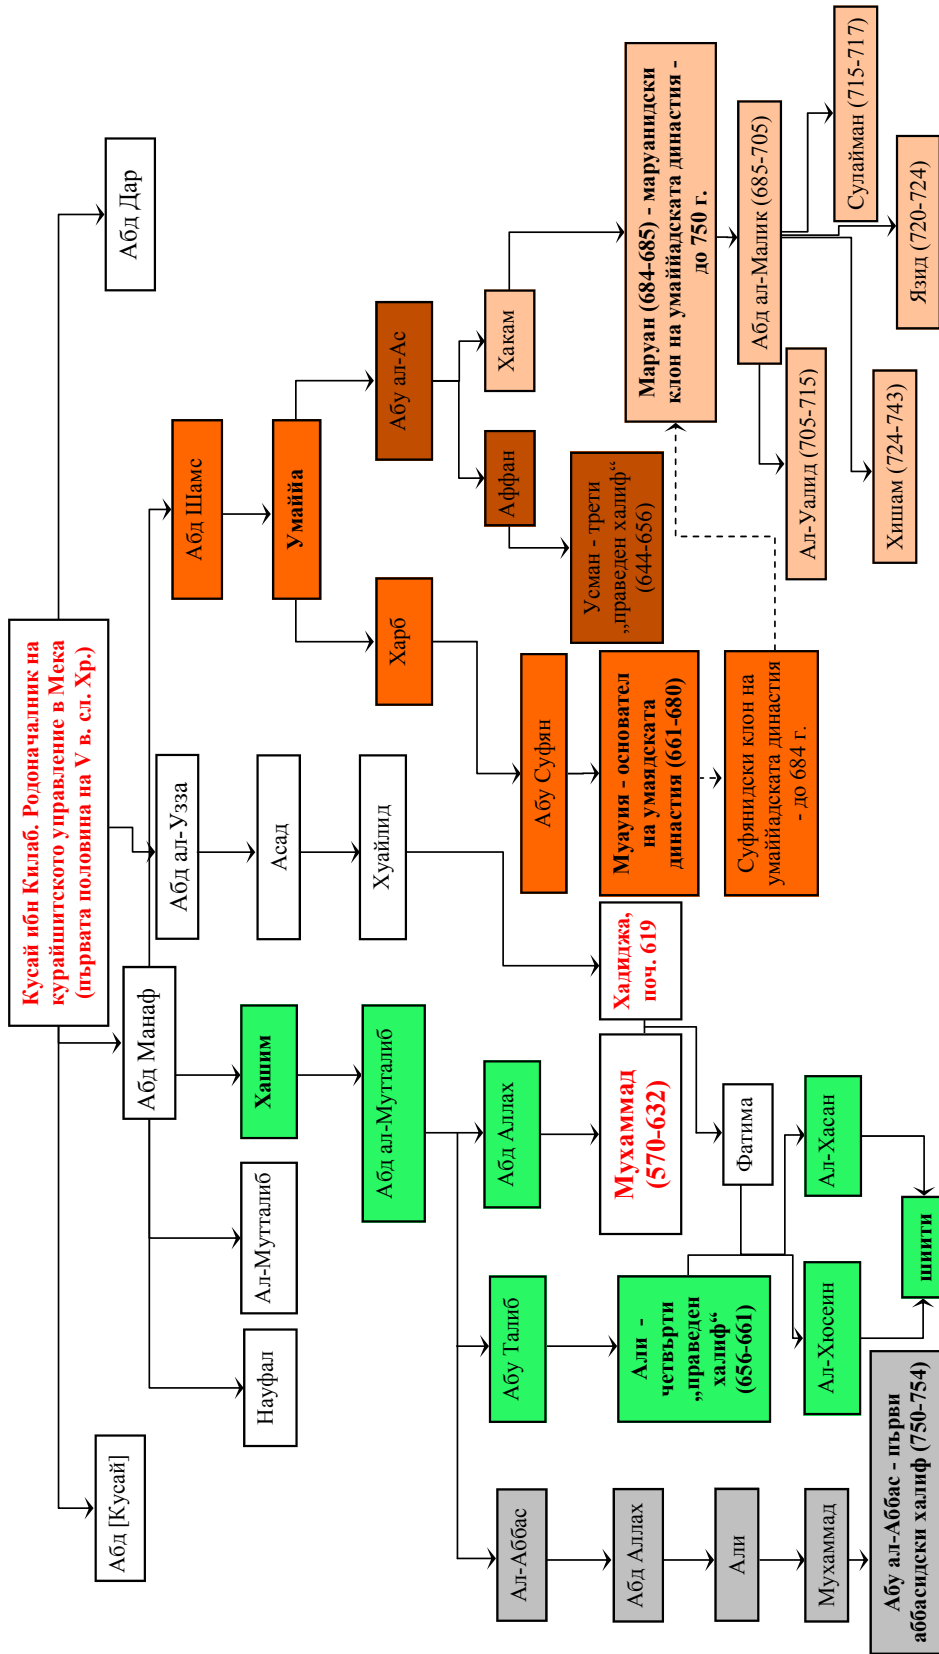 Кусай ибн Килаб. Родоначалник на
курайшитското управление в Мека
(първата половина на V в. сл. Хр.)
Абд [Кусай]
Абд Манаф
Абд ал-Узза
Абд Дар
Науфал
Ал-Мутталиб
Хашим
Абд Шамс
Асад
Умаййа
Хуайлид
Абд ал-Мутталиб
Харб
Абу ал-Ас
Ал-Аббас
Абу Талиб
Абд Аллах
Абу Суфян
Аффан
Хакам
Абд Аллах
Али -
четвърти
„праведен
халиф“
(656-661)
Мухаммад
(570-632)
Хадиджа,
поч. 619
Муауия - основател
на умаядската
династия (661-680)
Усман - трети
„праведен халиф“
(644-656)
Маруан (684-685) - маруанидски
клон на умаййадската династия -
до 750 г.
Али
Фатима
Суфянидски клон на
умаййадската династия
- до 684 г.
Абд ал-Малик (685-705)
Мухаммад
Ал-Хюсеин
Ал-Хасан
Ал-Уалид (705-715)
Сулайман (715-717)
Абу ал-Аббас - първи
аббасидски халиф (750-754)
шиити
Хишам (724-743)
Язид (720-724)